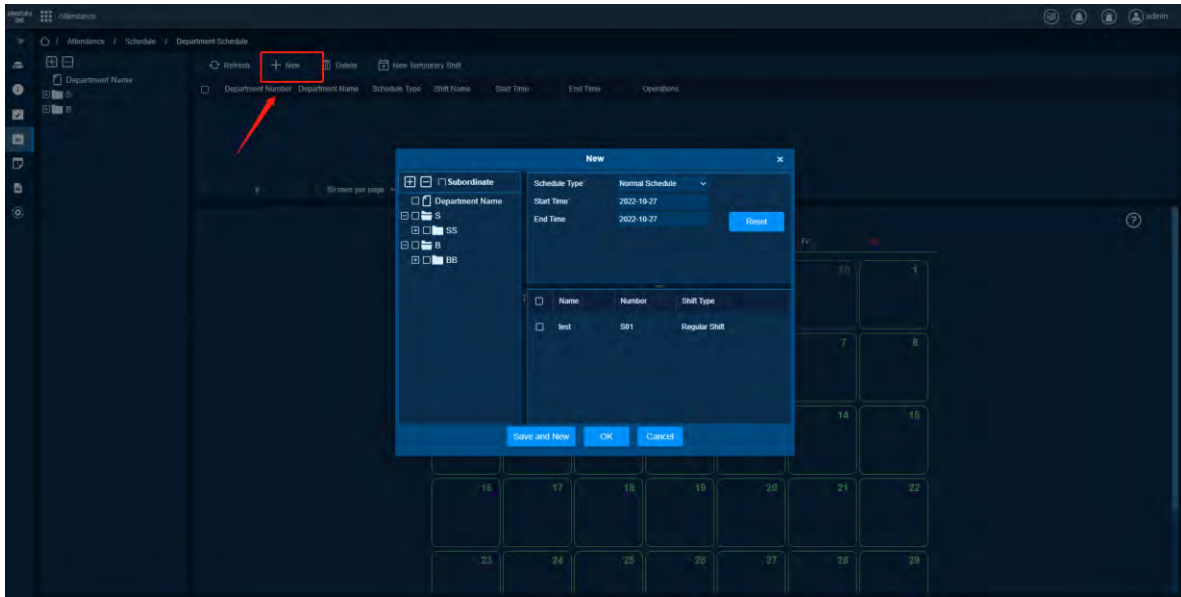 ARMATURA ONE Attendance admin
/ Attendance / Schedule / Department Schedule
Refresh New Delete New Temporary Shift
Department Name
S
B
Department Number Department Name Schedule Type Shift Name Start Time End Time Operations
50 rows per page
New ×
Subordinate
Department Name
S
SS
B
BB
Schedule Type* Normal Schedule
Start Time* 2022-10-27
End Time 2022-10-27
Reset
Name Number Shift Type
test S01 Regular Shift
Save and New OK Cancel
Fri
30 1
7 8
14 15
16 17 18 19 20 21 22
23 24 25 26 27 28 29